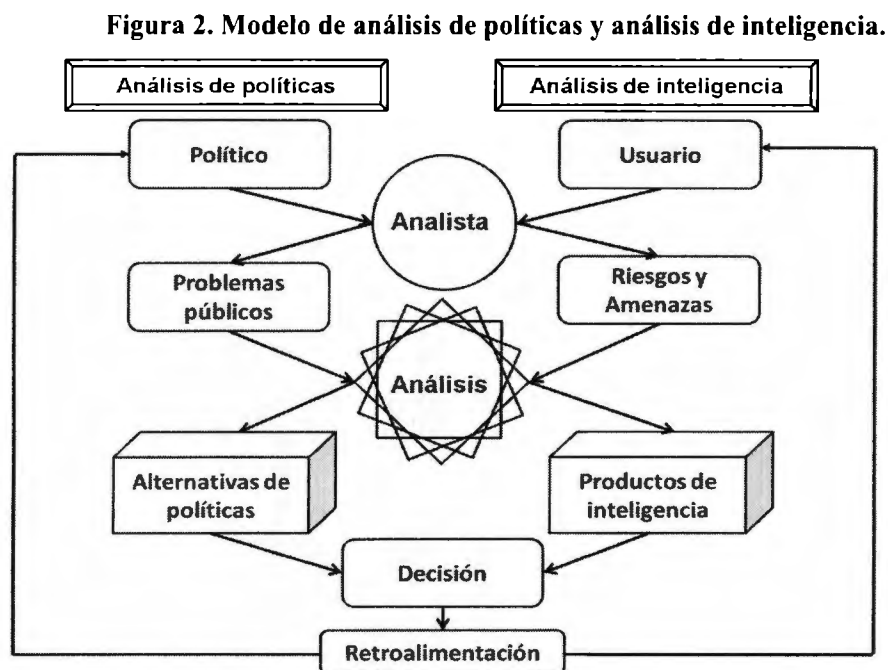 Figura 2. Modelo de análisis de políticas y análisis de inteligencia.
Análisis de políticas
Análisis de inteligencia
Político
Usuario
Analista
Problemas
públicos
Riesgos y
Amenazas
Análisis
Alternativas de
políticas
Productos de
inteligencia
Decisión
Retroalimentación